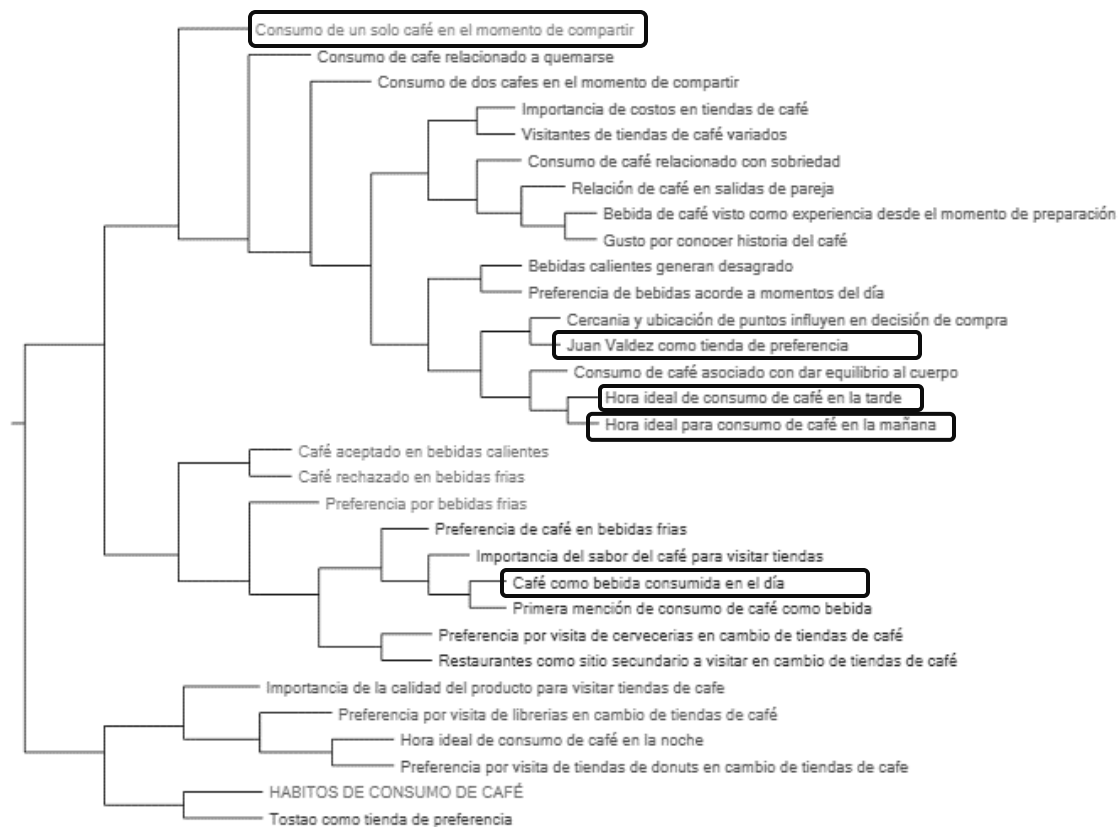 Consumo de un solo café en el momento de compartir
Consumo de cafe relacionado a quemarse
Consumo de dos cafes en el momento de compartir
Importancia de costos en tiendas de café
Visitantes de tiendas de café variados
Consumo de café relacionado con sobriedad
Relación de café en salidas de pareja
Bebida de café visto como experiencia desde el momento de preparación
Gusto por conocer historia del café
Bebidas calientes generan desagrado
Preferencia de bebidas acorde a momentos del día
Cercania y ubicación de puntos influyen en decisión de compra
Juan Valdez como tienda de preferencia
Consumo de café asociado con dar equilibrio al cuerpo
Hora ideal de consumo de café en la tarde
Hora ideal para consumo de café en la mañana
Café aceptado en bebidas calientes
Café rechazado en bebidas frias
Preferencia por bebidas frias
Preferencia de café en bebidas frias
Importancia del sabor del café para visitar tiendas
Café como bebida consumida en el día
Primera mención de consumo de café como bebida
Preferencia por visita de cervecerias en cambio de tiendas de café
Restaurantes como sitio secundario a visitar en cambio de tiendas de café
Importancia de la calidad del producto para visitar tiendas de cafe
Preferencia por visita de librerias en cambio de tiendas de café
Hora ideal de consumo de café en la noche
Preferencia por visita de tiendas de donuts en cambio de tiendas de cafe
HABITOS DE CONSUMO DE CAFÉ
Tostao como tienda de preferencia